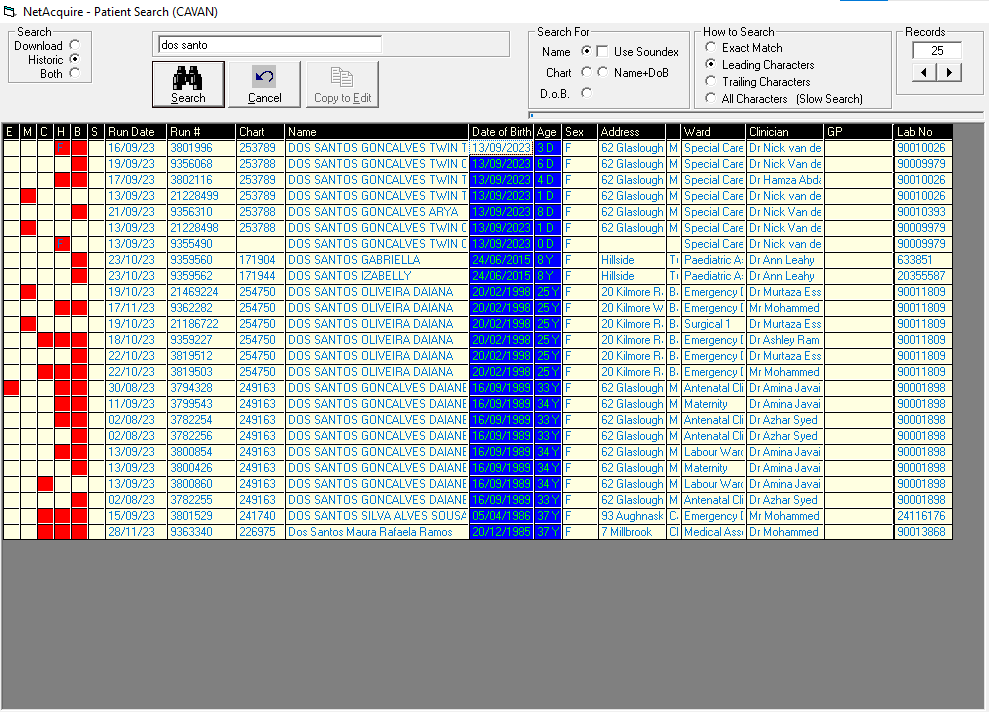 NetAcquire - Patient Search (CAVAN)
Search
Download
Historic
Both
dos santo
Search
Cancel
Copy to Edit
Search For
Name Use Soundex
Chart Name+DoB
D.o.B.
How to Search
Exact Match
Leading Characters
Trailing Characters
All Characters (Slow Search)
Records
25
E M C H B S Run Date Run # Chart Name Date of Birth Age Sex Address Ward Clinician GP Lab No
16/09/23 3801996 253789 DOS SANTOS GONCALVES TWIN 13/09/2023 3 D F 62 Glaslough M Special Care Dr Nick van de 90010026
19/09/23 9356068 253788 DOS SANTOS GONCALVES TWIN 13/09/2023 6 D F 62 Glaslough M Special Care Dr Nick Van de 90009979
17/09/23 3802116 253789 DOS SANTOS GONCALVES TWIN 13/09/2023 4 D F 62 Glaslough M Special Care Dr Hamza Abda 90010026
13/09/23 21228499 253789 DOS SANTOS GONCALVES TWIN 13/09/2023 1 D F 62 Glaslough M Special Care Dr Nick van de 90010026
21/09/23 9356310 253788 DOS SANTOS GONCALVES ARYA 13/09/2023 8 D F 62 Glaslough M Special Care Dr Nick Van de 90010393
13/09/23 21228498 253788 DOS SANTOS GONCALVES TWIN 13/09/2023 1 D F 62 Glaslough M Special Care Dr Nick van de 90009979
13/09/23 9355490 DOS SANTOS GONCALVES TWIN 13/09/2023 0 D F Special Care Dr Nick van de 90009979
23/10/23 9359560 171904 DOS SANTOS GABRIELLA 24/06/2015 8 Y F Hillside Paediatric A Dr Ann Leahy 633851
23/10/23 9359562 171944 DOS SANTOS IZABELLY 24/06/2015 8 Y F Hillside Paediatric A Dr Ann Leahy 20355587
19/10/23 21469224 254750 DOS SANTOS OLIVEIRA DAIANA 20/02/1998 25 Y F 20 Kilmore R Emergency Dr Murtaza Ess 90011809
17/11/23 9362282 254750 DOS SANTOS OLIVEIRA DAIANA 20/02/1998 25 Y F 20 Kilmore W Emergency Mr Mohammed 90011809
19/10/23 21186722 254750 DOS SANTOS OLIVEIRA DAIANA 20/02/1998 25 Y F 20 Kilmore R Surgical 1 Dr Murtaza Ess 90011809
18/10/23 9359227 254750 DOS SANTOS OLIVEIRA DAIANA 20/02/1998 25 Y F 20 Kilmore R Emergency Dr Ashley Ram 90011809
22/10/23 3819512 254750 DOS SANTOS OLIVEIRA DAIANA 20/02/1998 25 Y F 20 Kilmore R Emergency Dr Murtaza Ess 90011809
22/10/23 3819503 254750 DOS SANTOS OLIVEIRA DAIANA 20/02/1998 25 Y F 20 Kilmore R Emergency Mr Mohammed 90011809
30/08/23 3794328 249163 DOS SANTOS GONCALVES DAIANE 16/09/1989 33 Y F 62 Glaslough M Antenatal Cli Dr Amina Javai 90001898
11/09/23 3799543 249163 DOS SANTOS GONCALVES DAIANE 16/09/1989 34 Y F 62 Glaslough M Maternity Dr Amina Javai 90001898
02/08/23 3782254 249163 DOS SANTOS GONCALVES DAIANE 16/09/1989 33 Y F 62 Glaslough M Antenatal Cli Dr Azhar Syed 90001898
02/08/23 3782256 249163 DOS SANTOS GONCALVES DAIANE 16/09/1989 33 Y F 62 Glaslough M Antenatal Cli Dr Azhar Syed 90001898
13/09/23 3800854 249163 DOS SANTOS GONCALVES DAIANE 16/09/1989 34 Y F 62 Glaslough M Labour Ward Dr Amina Javai 90001898
13/09/23 3800426 249163 DOS SANTOS GONCALVES DAIANE 16/09/1989 34 Y F 62 Glaslough M Maternity Dr Amina Javai 90001898
13/09/23 3800860 249163 DOS SANTOS GONCALVES DAIANE 16/09/1989 34 Y F 62 Glaslough M Labour Ward Dr Amina Javai 90001898
02/08/23 3782255 249163 DOS SANTOS GONCALVES DAIANE 16/09/1989 33 Y F 62 Glaslough M Antenatal Cli Dr Azhar Syed 90001898
15/09/23 3801529 241740 DOS SANTOS SILVA ALVES SOUSA 05/04/1986 37 Y F 93 Aughnask Emergency Mr Mohammed 24116176
28/11/23 9363340 226975 Dos Santos Maura Rafaela Ramos 20/12/1985 37 Y F 7 Millbrook Medical Ass Dr Mohammed 90013868